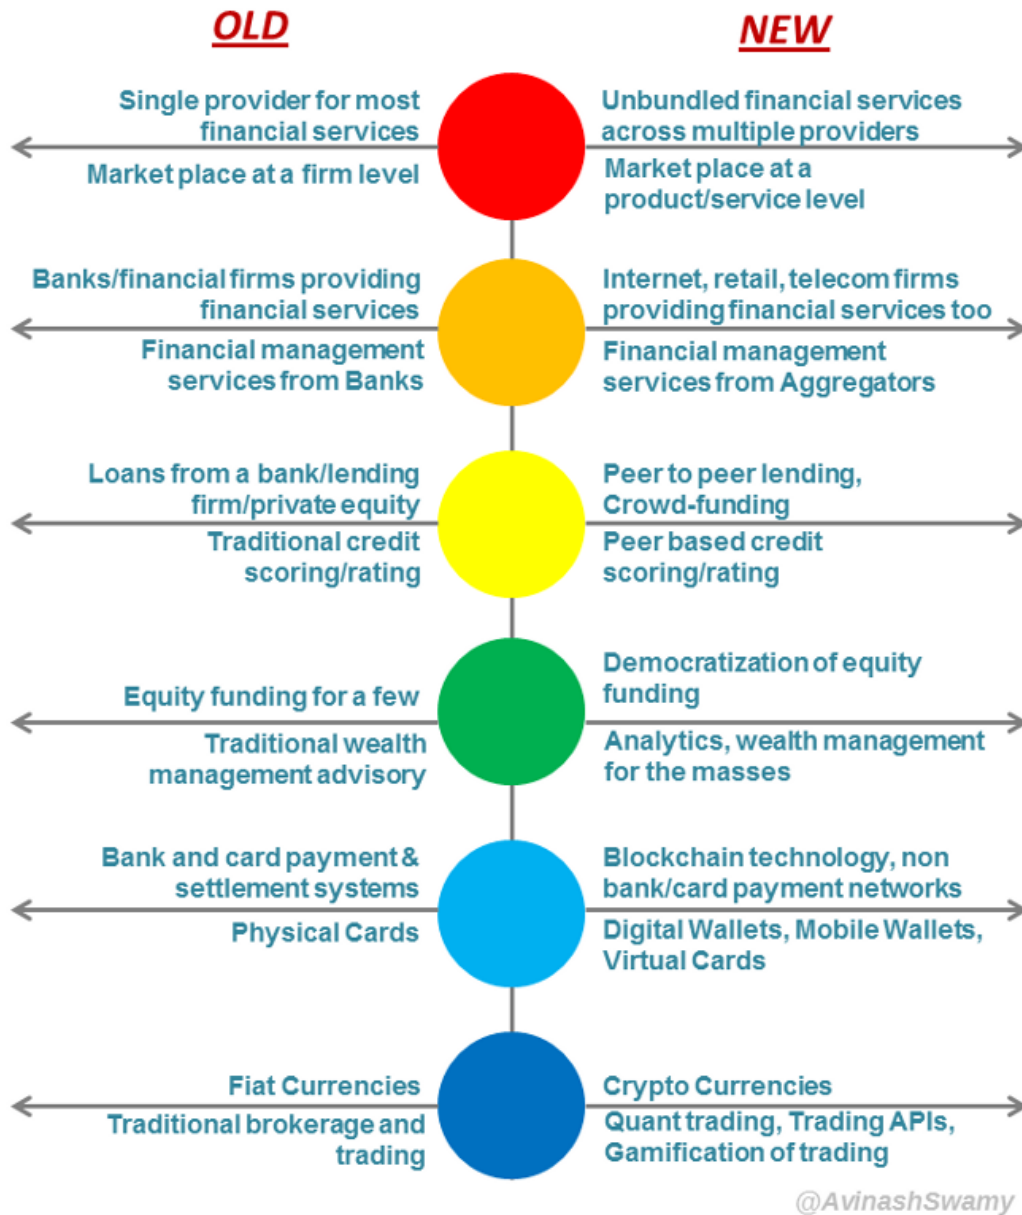 OLD
NEW
Single provider for most
financial services
Market place at a firm level
Unbundled financial services
across multiple providers
Market place at a
product/service level
Banks/financial firms providing
financial services
Financial management
services from Banks
Internet, retail, telecom firms
providing financial services too
Financial management
services from Aggregators
Loans from a bank/lending
firm/private equity
Traditional credit
scoring/rating
Peer to peer lending,
Crowd-funding
Peer based credit
scoring/rating
Equity funding for a few
Traditional wealth
management advisory
Democratization of equity
funding
Analytics, wealth management
for the masses
Bank and card payment &
settlement systems
Physical Cards
Blockchain technology, non
bank/card payment networks
Digital Wallets, Mobile Wallets,
Virtual Cards
Fiat Currencies
Traditional brokerage and
trading
Crypto Currencies
Quant trading, Trading APIs,
Gamification of trading
@AvinashSwamy